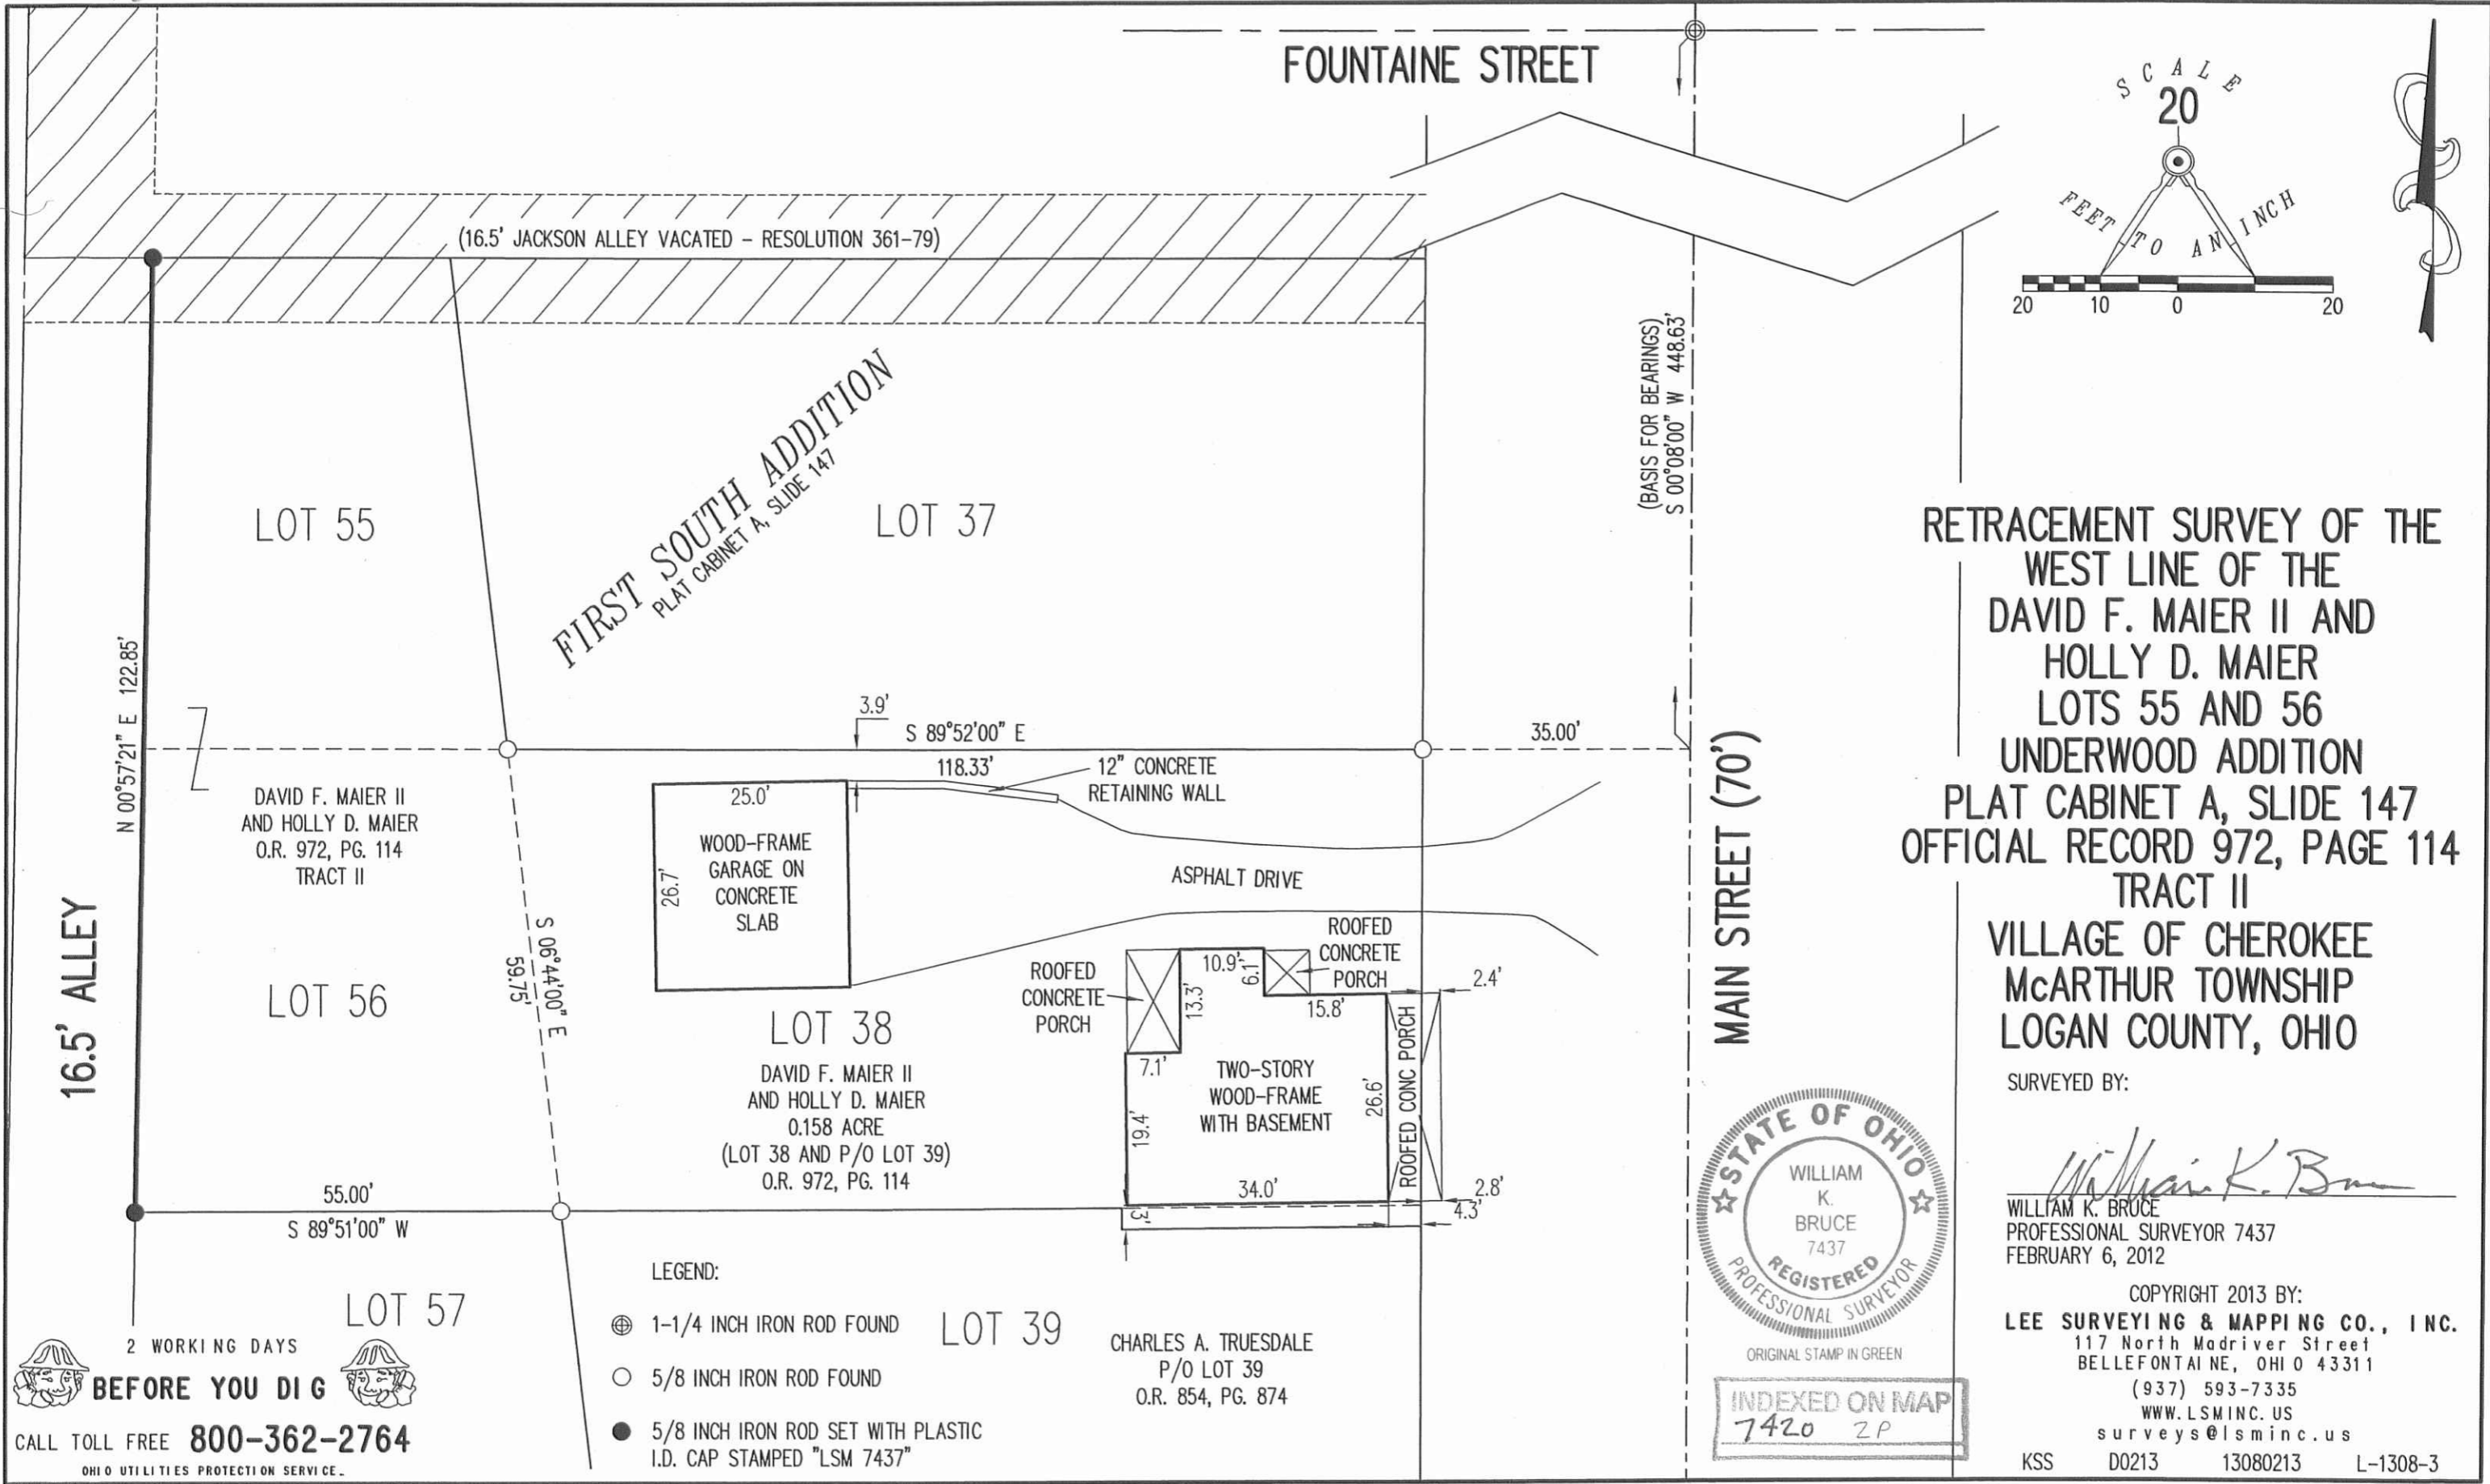 FOUNTAINE STREET
SCALE
20
FEET TO AN INCH
20 10 0 20
(16.5' JACKSON ALLEY VACATED - RESOLUTION 361-79)
(BASIS FOR BEARINGS)
S 00°08'00" W 448.63'
FIRST SOUTH ADDITION
PLAT CABINET A, SLIDE 147
LOT 55
LOT 37
N 00°57'21" E 122.85'
16.5' ALLEY
3.9'
S 89°52'00" E
118.33'
35.00'
12" CONCRETE
RETAINING WALL
DAVID F. MAIER II
AND HOLLY D. MAIER
O.R. 972, PG. 114
TRACT II
25.0'
26.7'
WOOD-FRAME
GARAGE ON
CONCRETE
SLAB
ASPHALT DRIVE
MAIN STREET (70')
S 06°44'00" E
59.75'
LOT 56
LOT 38
DAVID F. MAIER II
AND HOLLY D. MAIER
0.158 ACRE
(LOT 38 AND P/O LOT 39)
O.R. 972, PG. 114
ROOFED
CONCRETE
PORCH
ROOFED
CONCRETE
PORCH
10.9'
6.1'
13.3'
15.8'
2.4'
7.1'
19.4'
TWO-STORY
WOOD-FRAME
WITH BASEMENT
26.6'
ROOFED CONC PORCH
34.0'
2.8'
4.3'
.3'
55.00'
S 89°51'00" W
LOT 57
LOT 39
CHARLES A. TRUESDALE
P/O LOT 39
O.R. 854, PG. 874
LEGEND:
1-1/4 INCH IRON ROD FOUND
5/8 INCH IRON ROD FOUND
5/8 INCH IRON ROD SET WITH PLASTIC
I.D. CAP STAMPED "LSM 7437"
2 WORKING DAYS
BEFORE YOU DIG
CALL TOLL FREE 800-362-2764
OHIO UTILITIES PROTECTION SERVICE.
RETRACEMENT SURVEY OF THE
WEST LINE OF THE
DAVID F. MAIER II AND
HOLLY D. MAIER
LOTS 55 AND 56
UNDERWOOD ADDITION
PLAT CABINET A, SLIDE 147
OFFICIAL RECORD 972, PAGE 114
TRACT II
VILLAGE OF CHEROKEE
McARTHUR TOWNSHIP
LOGAN COUNTY, OHIO
SURVEYED BY:
William K. Bruce
WILLIAM K. BRUCE
PROFESSIONAL SURVEYOR 7437
FEBRUARY 6, 2012
COPYRIGHT 2013 BY:
LEE SURVEYING & MAPPING CO., INC.
117 North Madriver Street
BELLEFONTAINE, OHIO 43311
(937) 593-7335
WWW.LSMINC.US
surveys@lsminc.us
KSS D0213 13080213 L-1308-3
STATE OF OHIO
WILLIAM
K.
BRUCE
7437
REGISTERED
PROFESSIONAL SURVEYOR
ORIGINAL STAMP IN GREEN
INDEXED ON MAP
7420 2P